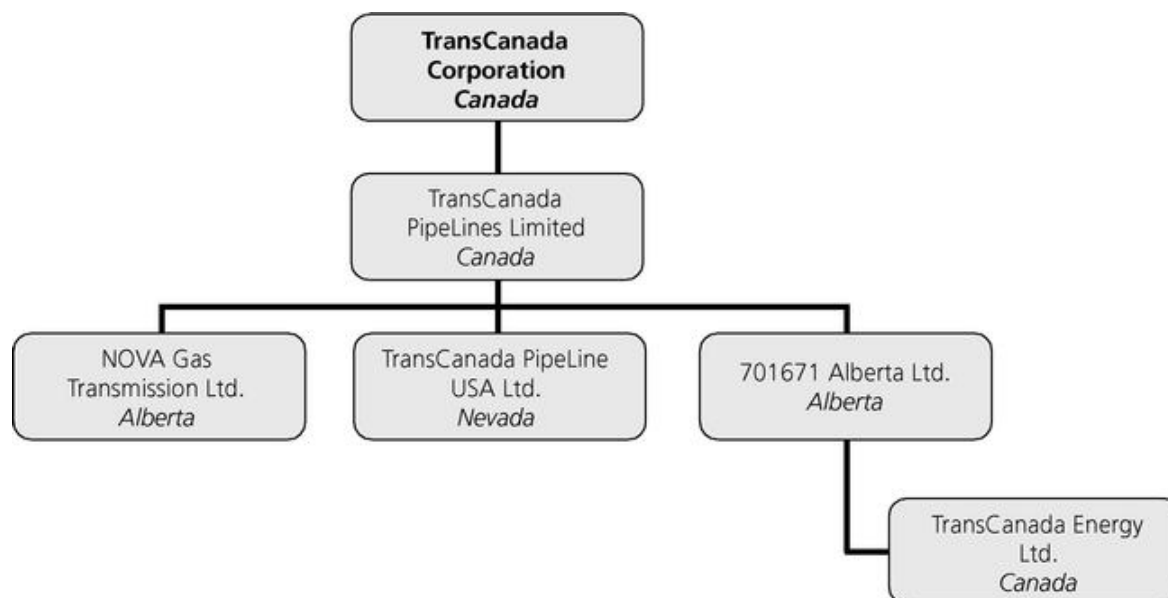 TransCanada
Corporation
Canada
TransCanada
PipeLines Limited
Canada
NOVA Gas
Transmission Ltd.
Alberta
TransCanada PipeLine
USA Ltd.
Nevada
701671 Alberta Ltd.
Alberta
TransCanada Energy
Ltd.
Canada